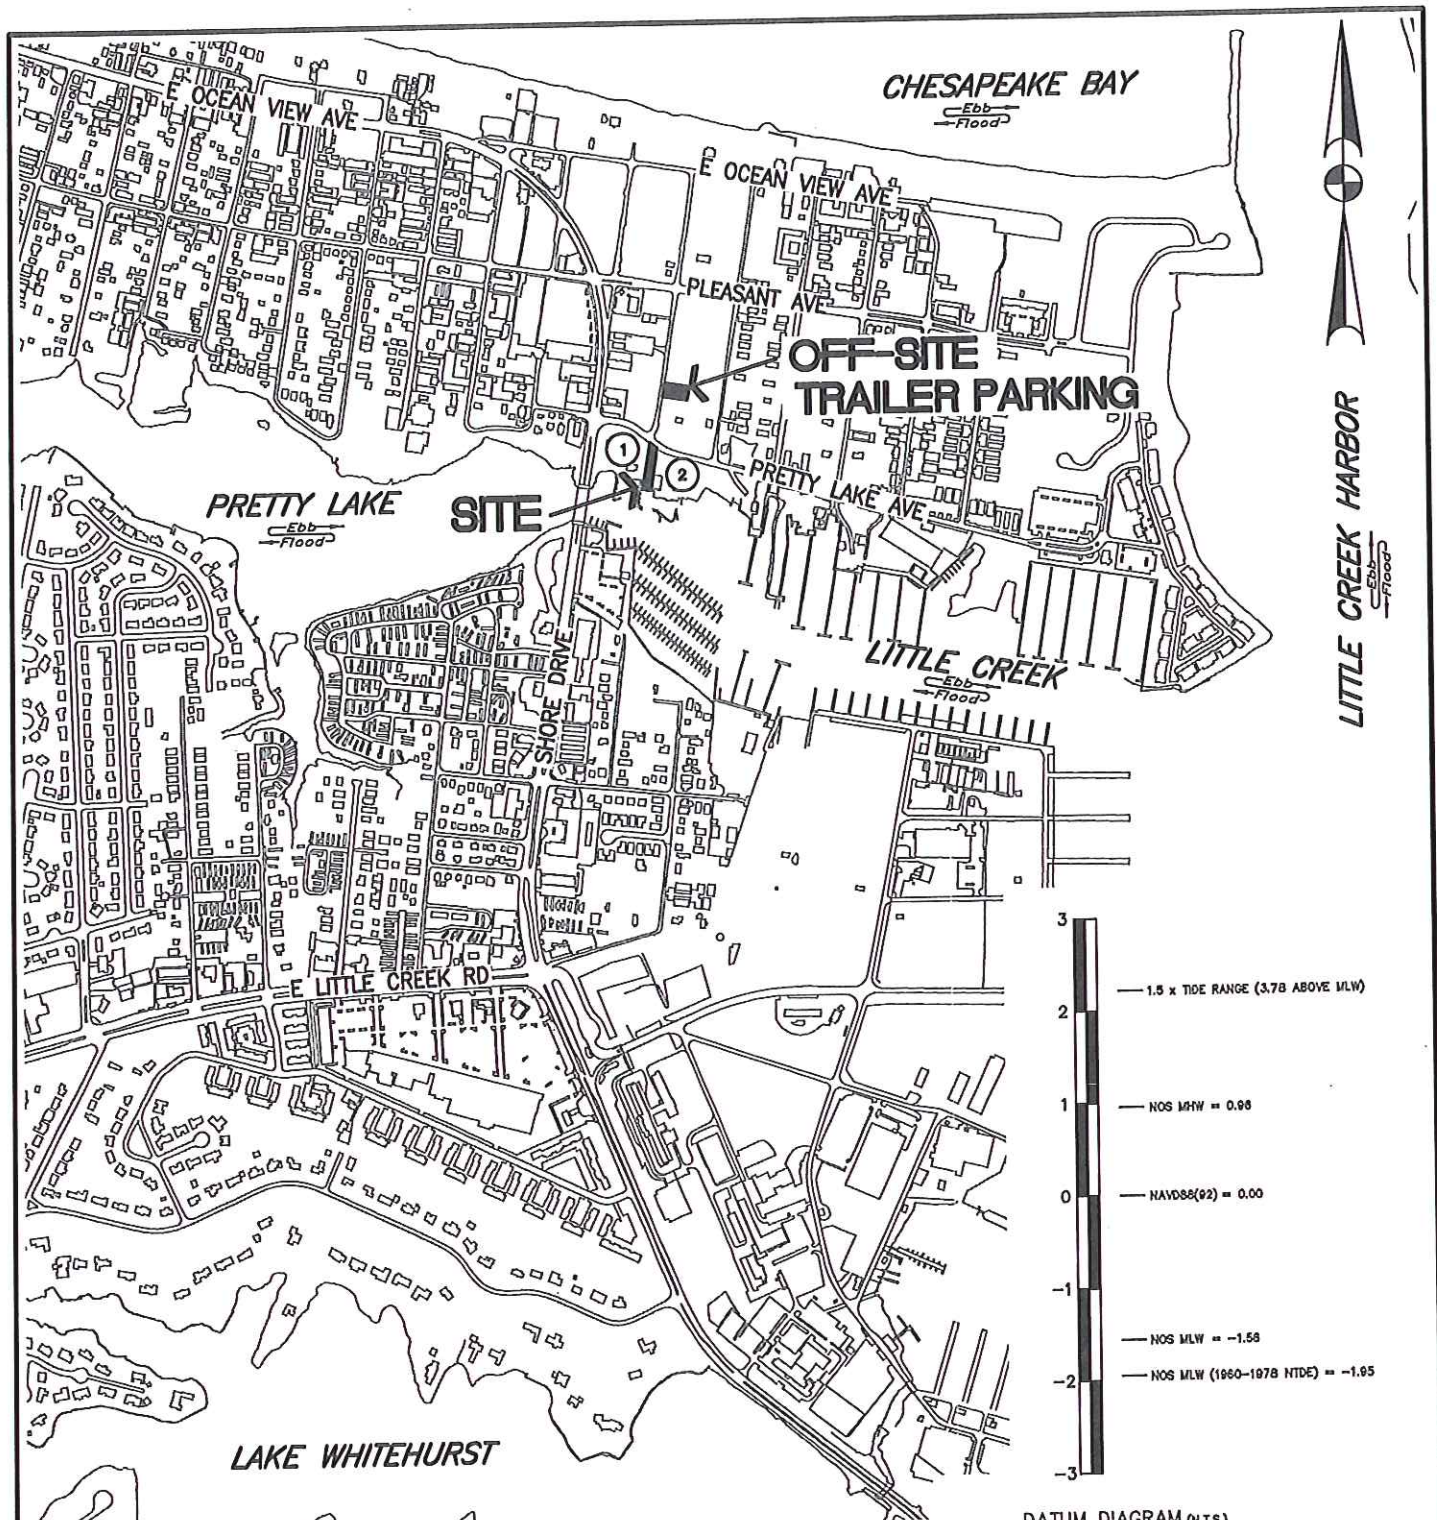 CHESAPEAKE BAY
Ebb
Flood
E OCEAN VIEW AVE
E OCEAN VIEW AVE
PLEASANT AVE
OFF-SITE
TRAILER PARKING
1
2
PRETTY LAKE AVE
SITE
PRETTY LAKE
Ebb
Flood
LITTLE CREEK HARBOR
Ebb
Flood
LITTLE CREEK
Ebb
Flood
SHORE DRIVE
E LITTLE CREEK RD
LAKE WHITEHURST
3
1.5 x TIDE RANGE (3.78 ABOVE MLW)
2
1
NOS MHW = 0.98
0
NAVD88(92) = 0.00
-1
NOS MLW = -1.56
NOS MLW (1960-1978 NTDE) = -1.95
-2
-3
DATUM DIAGRAM (NTS)